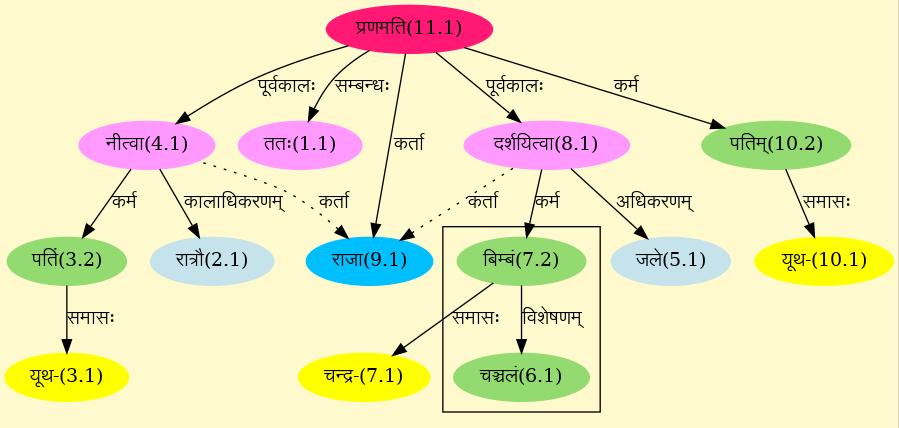 प्रणमति(11.1)
पूर्वकालः सम्बन्धः पूर्वकालः कर्म
नीत्वा(4.1) ततः(1.1) कर्ता दर्शयित्वा(8.1) पतिम्(10.2)
कर्म कालाधिकरणम् कर्ता कर्ता कर्म अधिकरणम् समासः
पतिं(3.2) रात्रौ(2.1) राजा(9.1) बिम्बं(7.2) जले(5.1) यूथ-(10.1)
समासः समासः विशेषणम्
यूथ-(3.1) चन्द्र-(7.1) चञ्चलं(6.1)